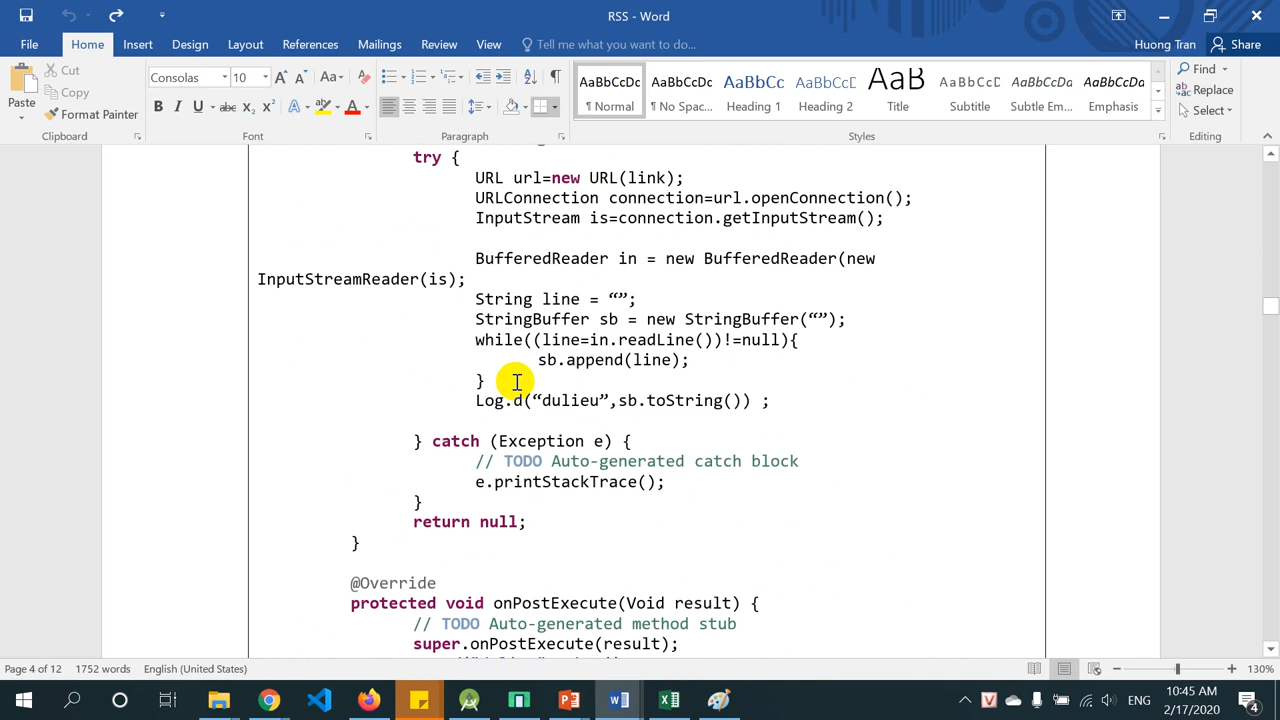 RSS - Word
File Home Insert Design Layout References Mailings Review View Tell me what you want to do... Huong Tran Share
Paste
Cut
Copy
Format Painter
Clipboard
Consolas 10
Font
Paragraph
AaBbCcDc AaBbCcDc AaBbCc AaBbCcD AaB AaBbCcD AaBbCcDc AaBbCcDc
¶ Normal ¶ No Spac... Heading 1 Heading 2 Title Subtitle Subtle Em... Emphasis
Styles
Find
Replace
Select
Editing
try {
URL url=new URL(link);
URLConnection connection=url.openConnection();
InputStream is=connection.getInputStream();
BufferedReader in = new BufferedReader(new
InputStreamReader(is);
String line = “”;
StringBuffer sb = new StringBuffer(“”);
while((line=in.readLine())!=null){
sb.append(line);
}
Log.d(“dulieu”,sb.toString()) ;
} catch (Exception e) {
// TODO Auto-generated catch block
e.printStackTrace();
}
return null;
}
@Override
protected void onPostExecute(Void result) {
// TODO Auto-generated method stub
super.onPostExecute(result);
Page 4 of 12 1752 words English (United States) 130%
ENG 10:45 AM
2/17/2020
4